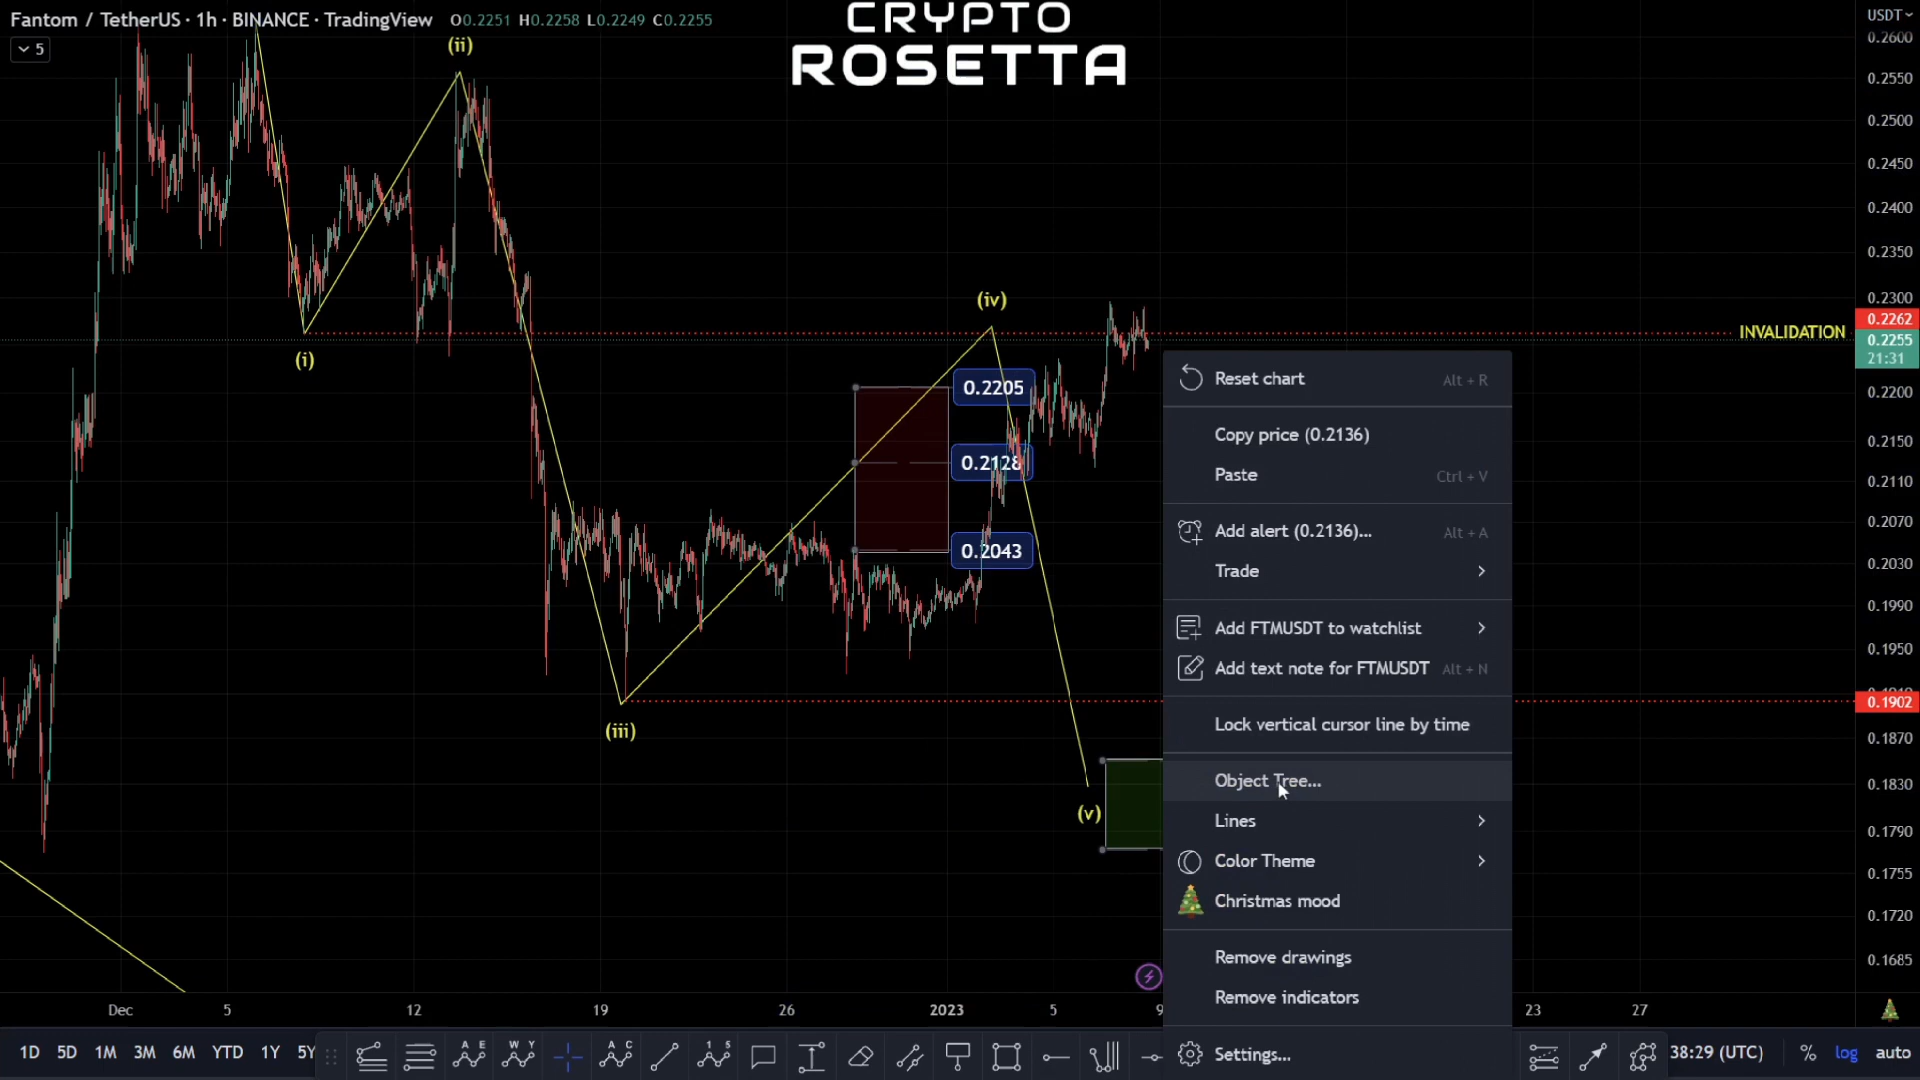 Fantom / TetherUS · 1h · BINANCE · TradingView O0.2251 H0.2258 L0.2249 C0.2255
5
CRYPTO
ROSETTA
USDT
0.2600
0.2550
0.2500
0.2450
0.2400
0.2350
0.2300
0.2262
0.2255
21:31
0.2200
0.2150
0.2110
0.2070
0.2030
0.1990
0.1950
0.1902
0.1870
0.1830
0.1790
0.1755
0.1720
0.1685
INVALIDATION
(i)
(ii)
(iii)
(iv)
(v)
0.2205
0.2128
0.2043
Reset chart Alt + R
Copy price (0.2136)
Paste Ctrl + V
Add alert (0.2136)... Alt + A
Trade
Add FTMUSDT to watchlist
Add text note for FTMUSDT Alt + N
Lock vertical cursor line by time
Object Tree...
Lines
Color Theme
Christmas mood
Remove drawings
Remove indicators
Settings...
Dec 5 12 19 26 2023 5 9 23 27
1D 5D 1M 3M 6M YTD 1Y 5Y
A E
W Y
A C
1 5
38:29 (UTC) % log auto